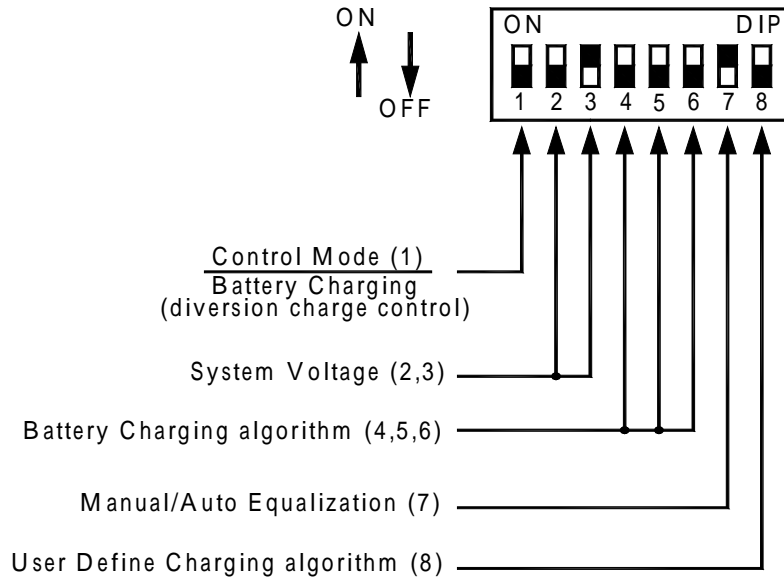 ON
OFF
ON DIP
1 2 3 4 5 6 7 8
Control Mode (1)
Battery Charging
(diversion charge control)
System Voltage (2,3)
Battery Charging algorithm (4,5,6)
Manual/Auto Equalization (7)
User Define Charging algorithm (8)